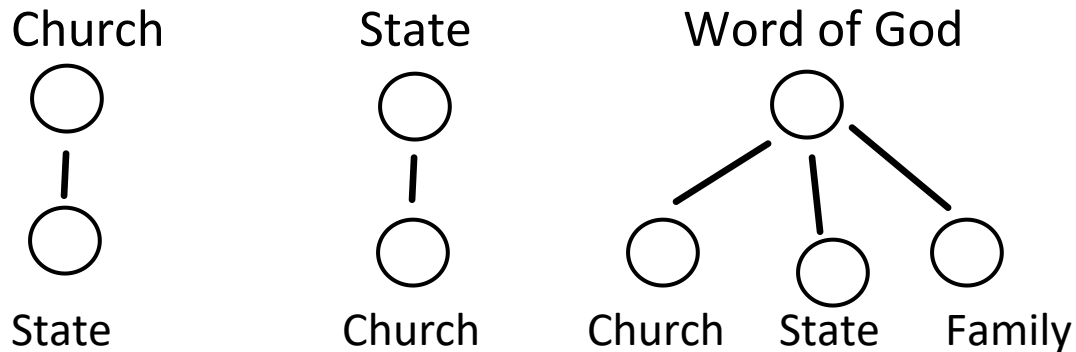 Church
State
Word of God
State
Church
Church
State
Family